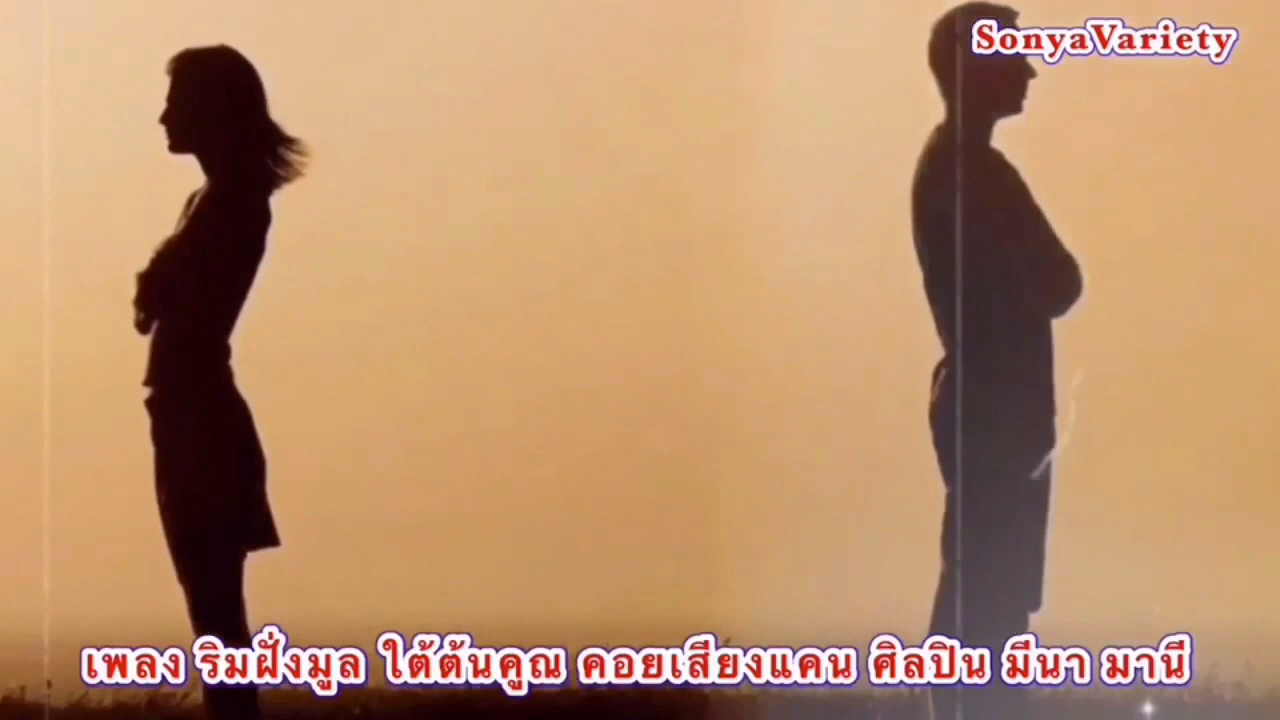 SonyaVariety
เพลง ริมฝั่งมูล ใต้ต้นคูณ คอยเสียงแคน ศิลปิน มีนา มานี